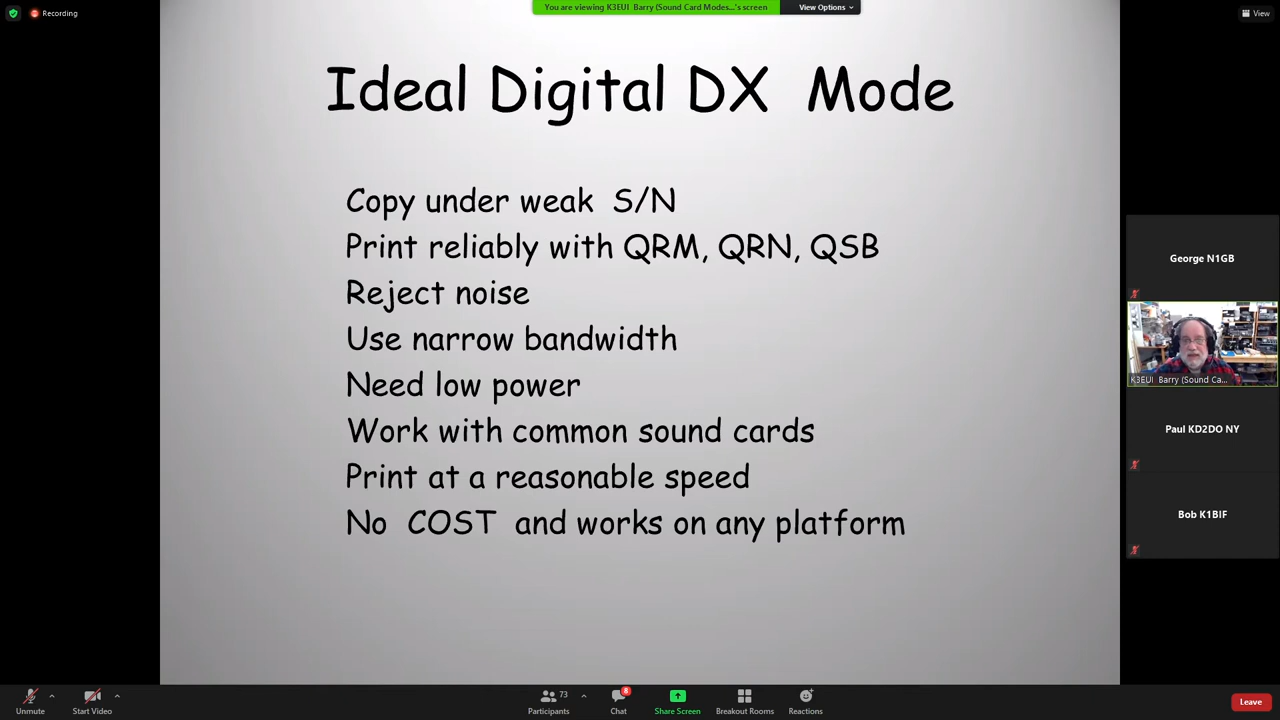 Recording
You are viewing K3EUI Barry (Sound Card Modes...'s screen
View Options
View
Ideal Digital DX Mode
Copy under weak S/N
Print reliably with QRM, QRN, QSB
Reject noise
Use narrow bandwidth
Need low power
Work with common sound cards
Print at a reasonable speed
No COST and works on any platform
George N1GB
K3EUI Barry (Sound Ca...
Paul KD2DO NY
Bob K1BIF
Unmute
Start Video
73
Participants
8
Chat
Share Screen
Breakout Rooms
Reactions
Leave